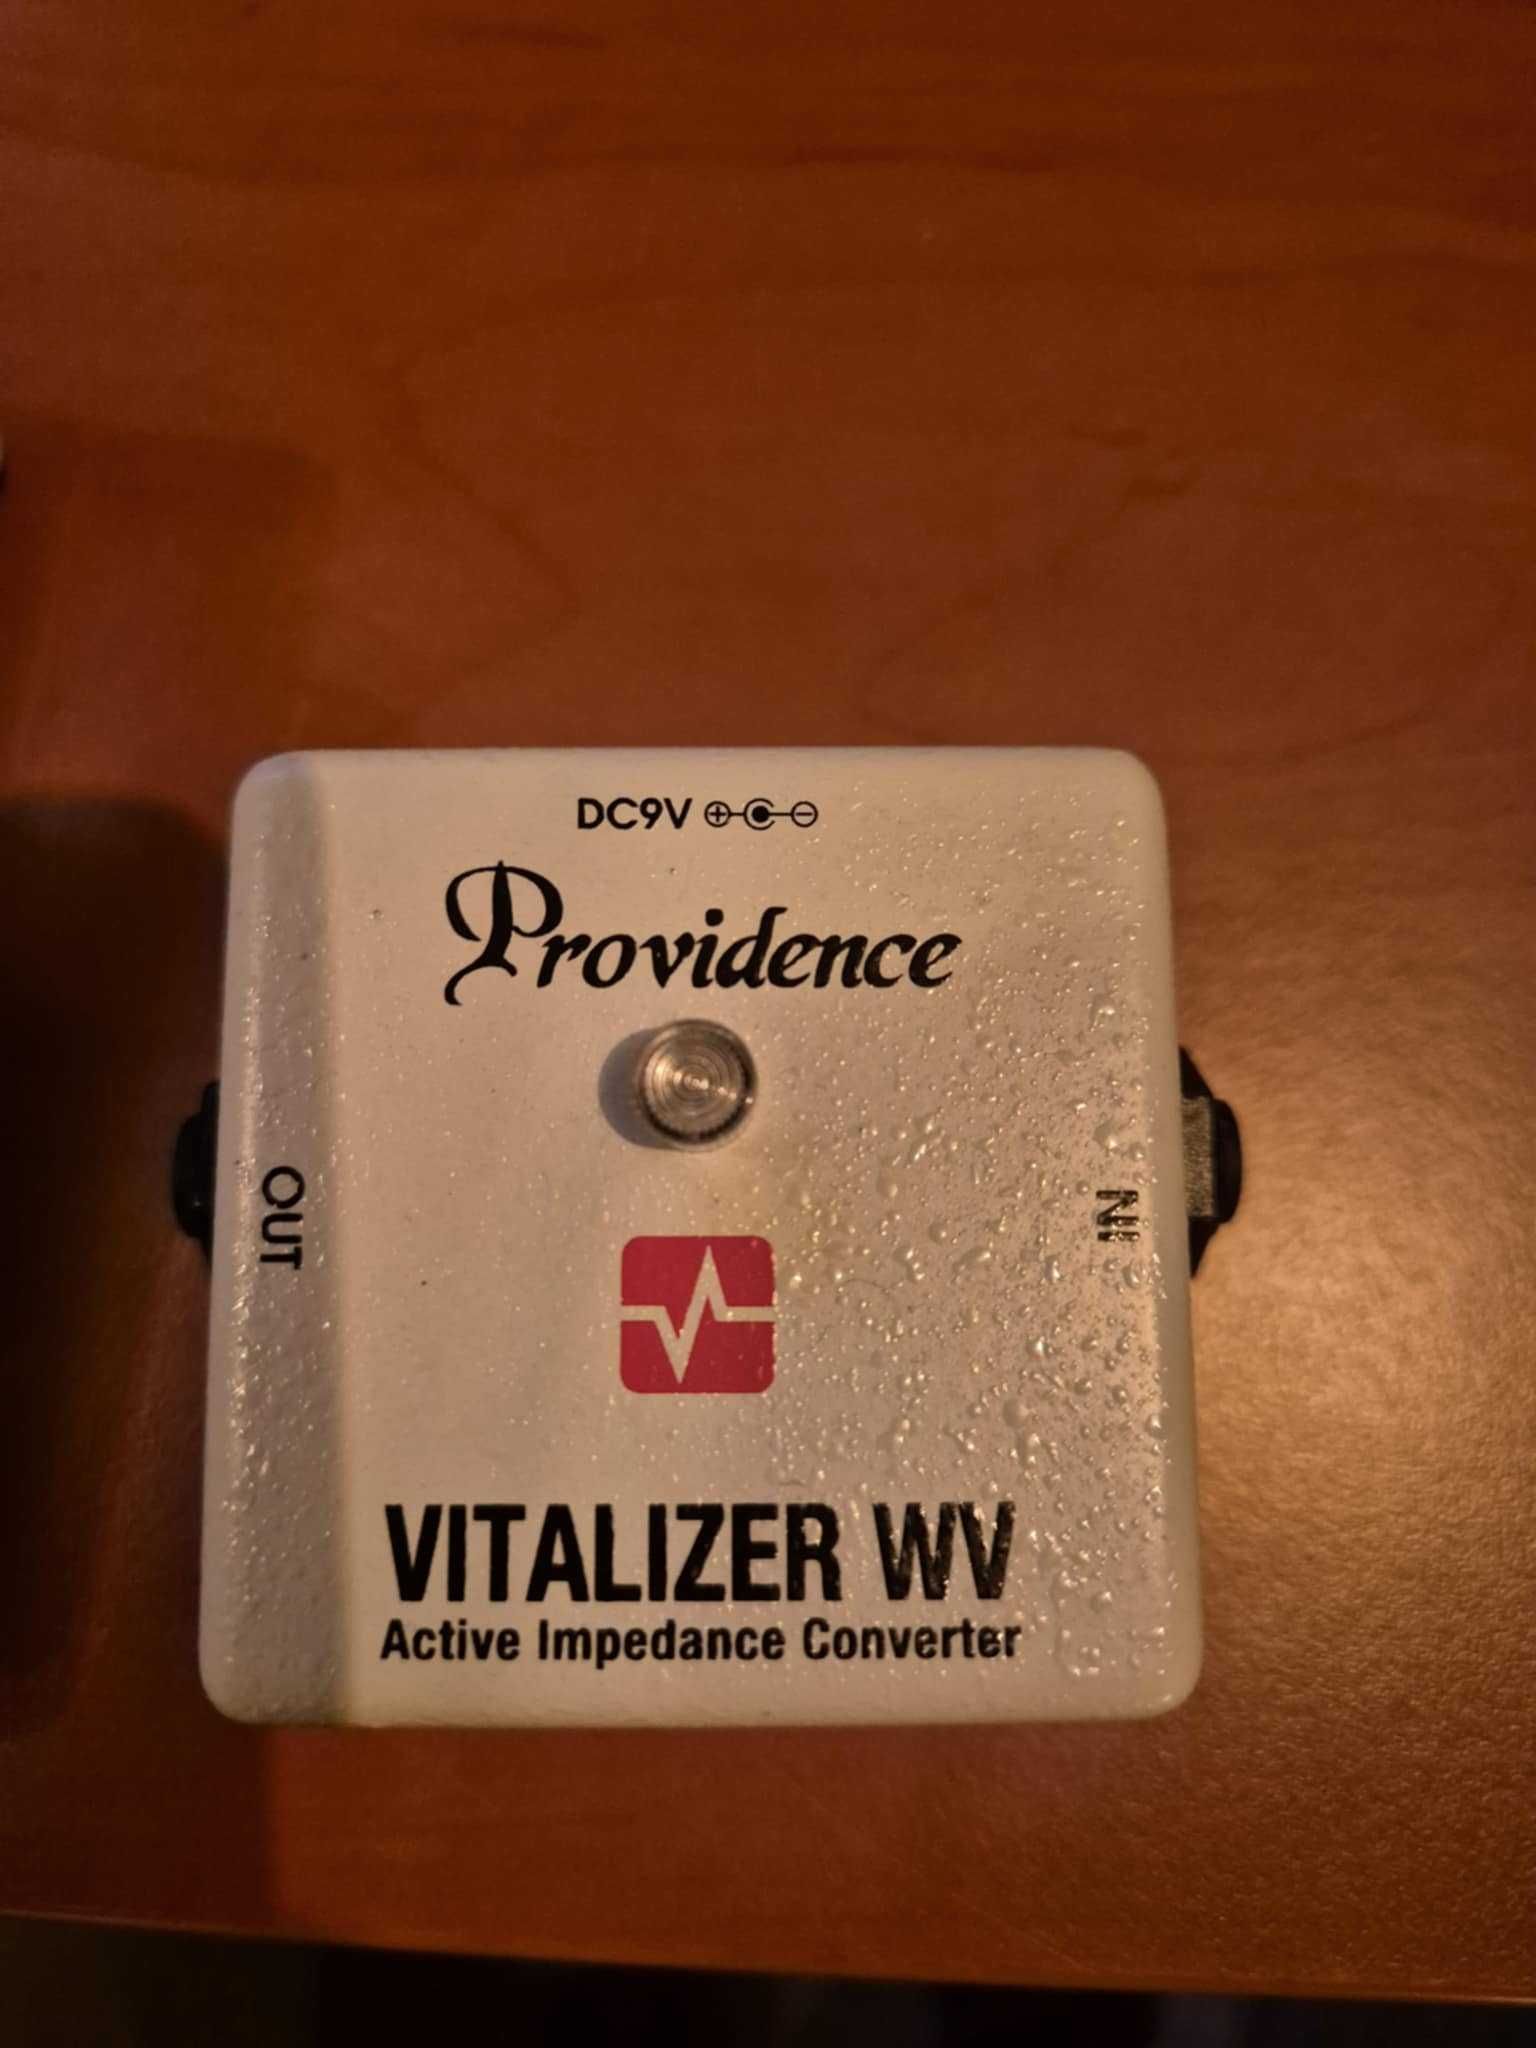 DC9V
Providence
OUT
IN
VITALIZER WV
Active Impedance Converter